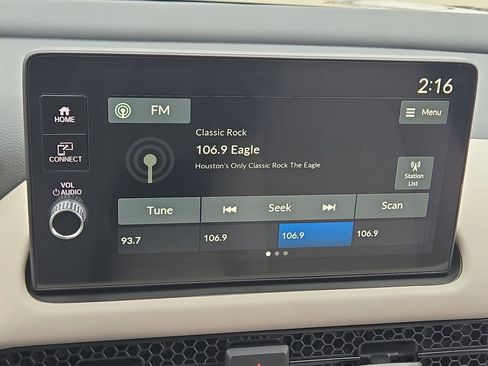 2:16
HOME
FM
Menu
Classic Rock
106.9 Eagle
Houston's Only Classic Rock The Eagle
CONNECT
Station
List
VOL
AUDIO
Tune
Seek
Scan
93.7
106.9
106.9
106.9